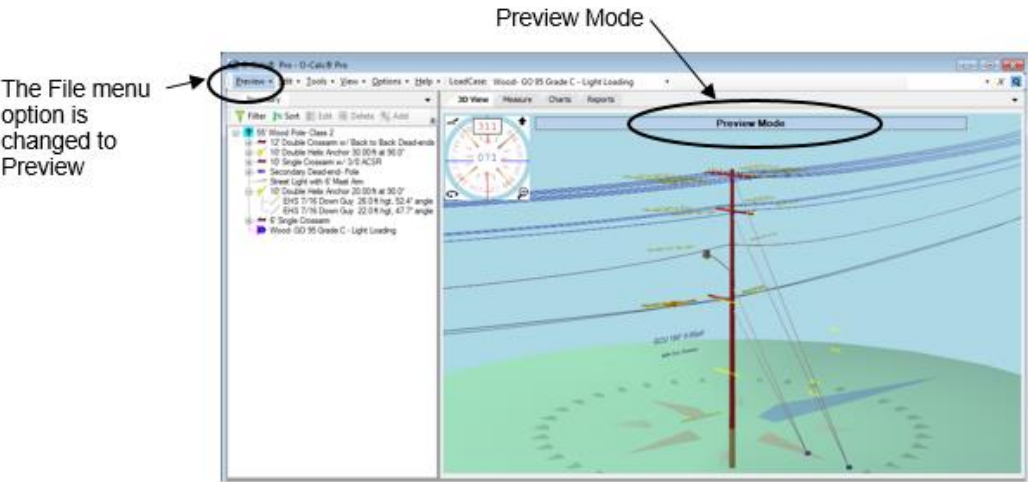 Preview Mode
The File menu
option is
changed to
Preview
O-Calc® Pro - O-Calc® Pro
Preview Edit Tools View Options Help LoadCase: Wood- GO 95 Grade C - Light Loading X
3D View Measure Charts Reports
Filter Sort Edit Delete Add
Preview Mode
311
071
55' Wood Pole- Class 2
12' Double Crossarm w/ Back to Back Dead-ends
10' Double Helix Anchor 30.00 ft at 90.0°
10' Single Crossarm w/ 3/0 ACSR
Secondary Dead-end- Pole
Street Light with 6' Mast Arm
10' Double Helix Anchor 20.00 ft at 90.0°
EHS 7/16 Down Guy 26.0 ft hgt, 52.4° angle
EHS 7/16 Down Guy 22.0 ft hgt, 47.7° angle
6' Single Crossarm
Wood- GO 95 Grade C - Light Loading